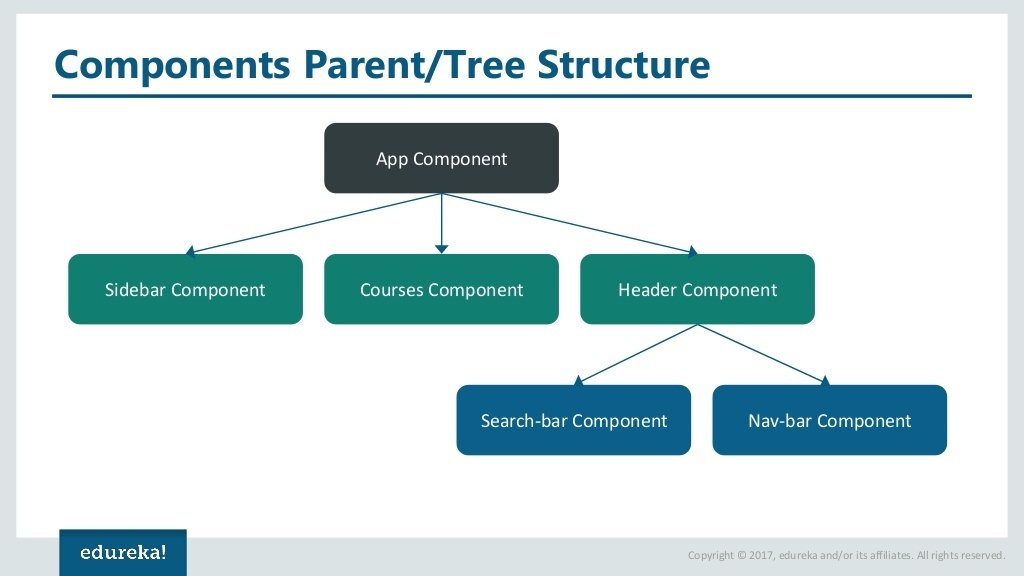 Components Parent/Tree Structure
App Component
Sidebar Component
Courses Component
Header Component
Search-bar Component
Nav-bar Component
edureka!
Copyright © 2017, edureka and/or its affiliates. All rights reserved.